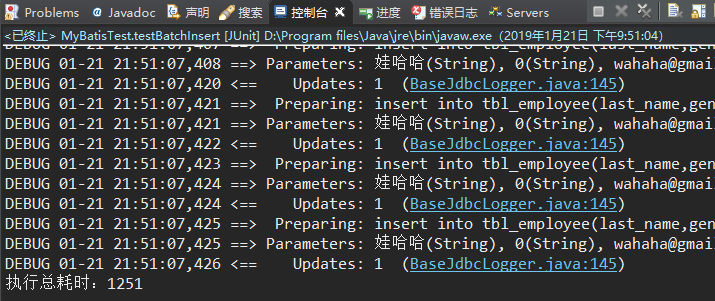 问题 @ Javadoc 声明 搜索 控制台 进度 错误日志 Servers
<已终止> MyBatisTest.testBatchInsert [JUnit] D:\Program files\Java\jre\bin\javaw.exe (2019年1月21日 下午9:51:04)
DEBUG 01-21 21:51:07,407 ==>  Preparing: insert into tbl_employee(last_name,gen
DEBUG 01-21 21:51:07,408 ==> Parameters: 娃哈哈(String), 0(String), wahaha@gmai
DEBUG 01-21 21:51:07,420 <==    Updates: 1  (BaseJdbcLogger.java:145)
DEBUG 01-21 21:51:07,421 ==>  Preparing: insert into tbl_employee(last_name,gen
DEBUG 01-21 21:51:07,421 ==> Parameters: 娃哈哈(String), 0(String), wahaha@gmai
DEBUG 01-21 21:51:07,422 <==    Updates: 1  (BaseJdbcLogger.java:145)
DEBUG 01-21 21:51:07,423 ==>  Preparing: insert into tbl_employee(last_name,gen
DEBUG 01-21 21:51:07,424 ==> Parameters: 娃哈哈(String), 0(String), wahaha@gmai
DEBUG 01-21 21:51:07,424 <==    Updates: 1  (BaseJdbcLogger.java:145)
DEBUG 01-21 21:51:07,425 ==>  Preparing: insert into tbl_employee(last_name,gen
DEBUG 01-21 21:51:07,425 ==> Parameters: 娃哈哈(String), 0(String), wahaha@gmai
DEBUG 01-21 21:51:07,426 <==    Updates: 1  (BaseJdbcLogger.java:145)
执行总耗时：1251